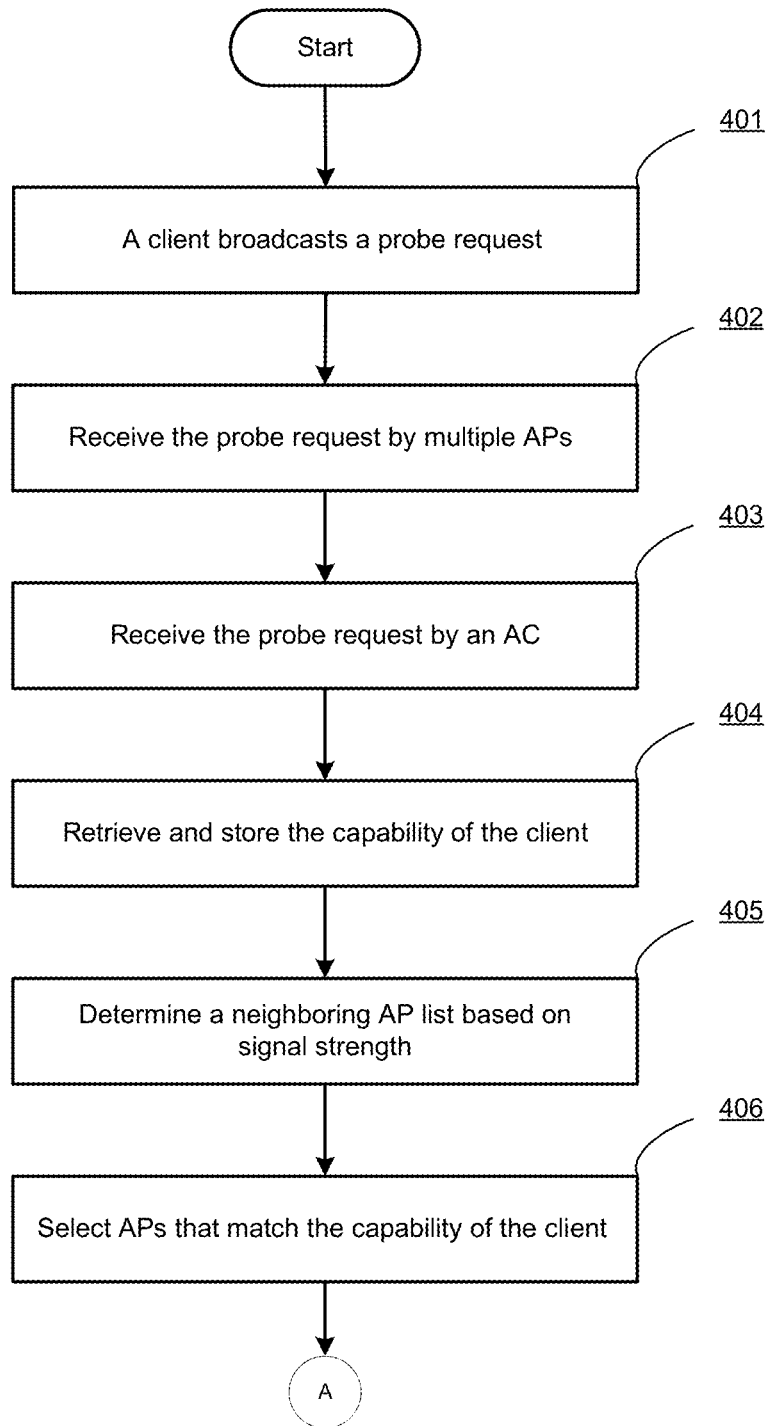 Start
401
A client broadcasts a probe request
402
Receive the probe request by multiple APs
403
Receive the probe request by an AC
404
Retrieve and store the capability of the client
405
Determine a neighboring AP list based on
signal strength
406
Select APs that match the capability of the client
A